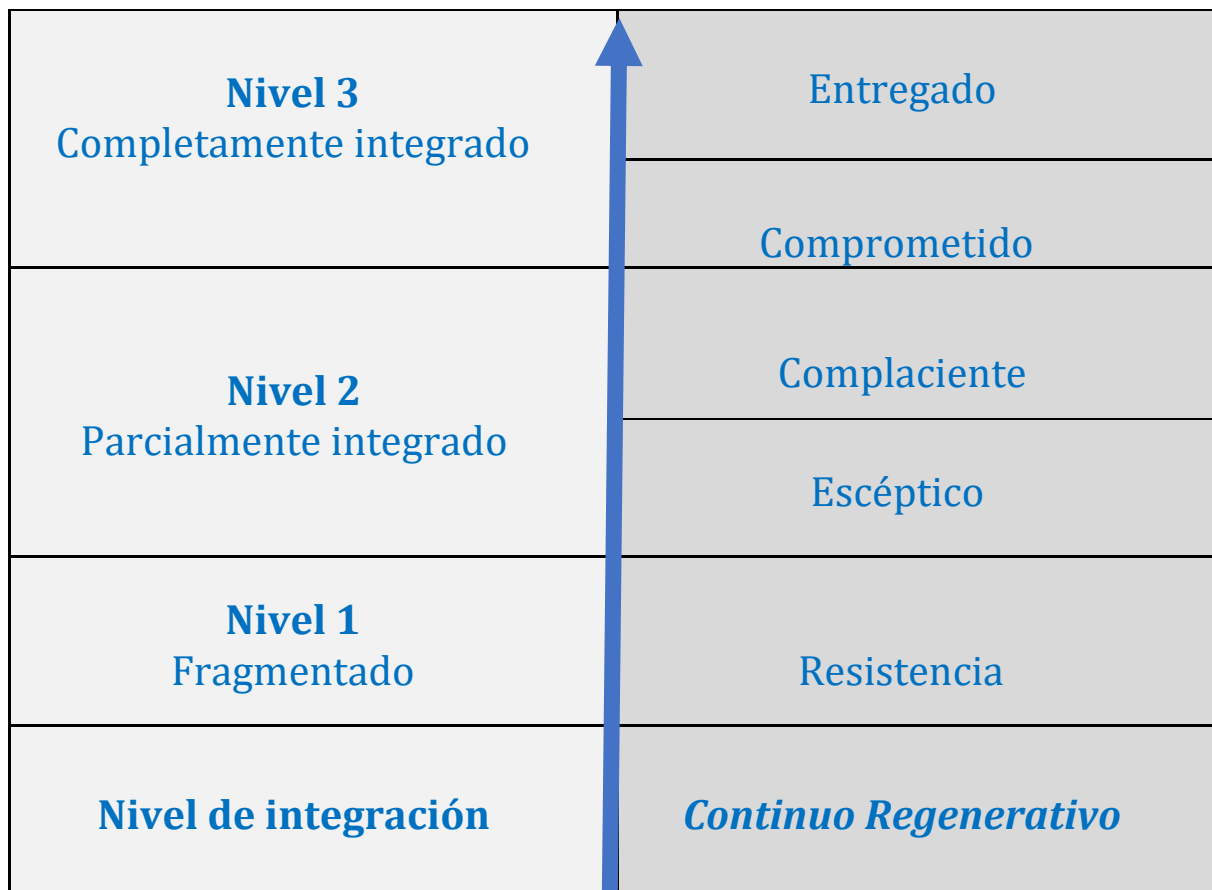 Nivel 3
Completamente integrado
Entregado
Comprometido
Nivel 2
Parcialmente integrado
Complaciente
Escéptico
Nivel 1
Fragmentado
Resistencia
Nivel de integración
Continuo Regenerativo